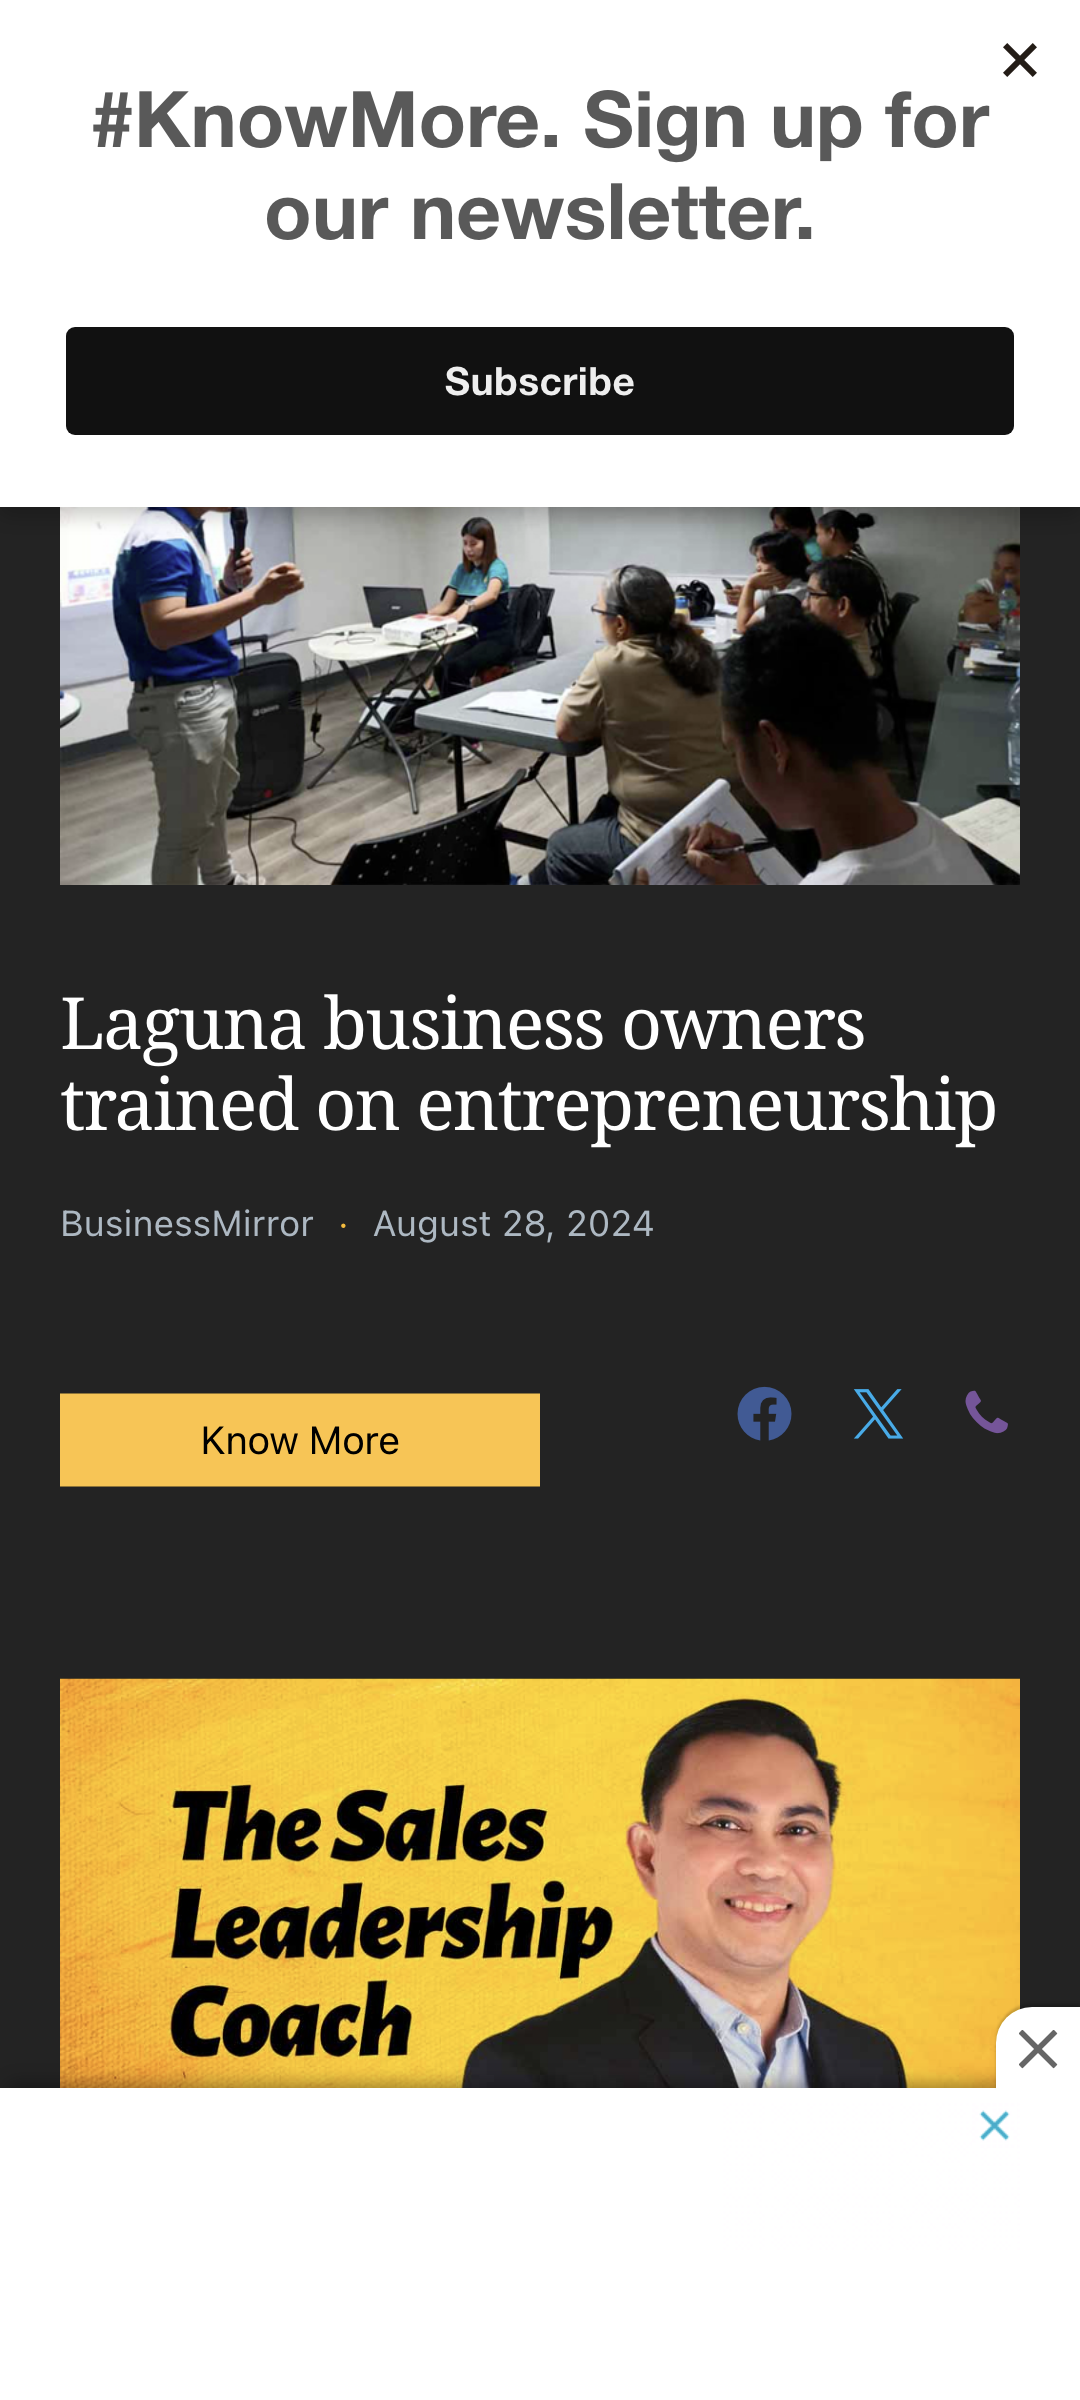 #KnowMore. Sign up for
our newsletter.
Subscribe
Laguna business owners
trained on entrepreneurship
BusinessMirror · August 28, 2024
Know More
The Sales
Leadership
Coach